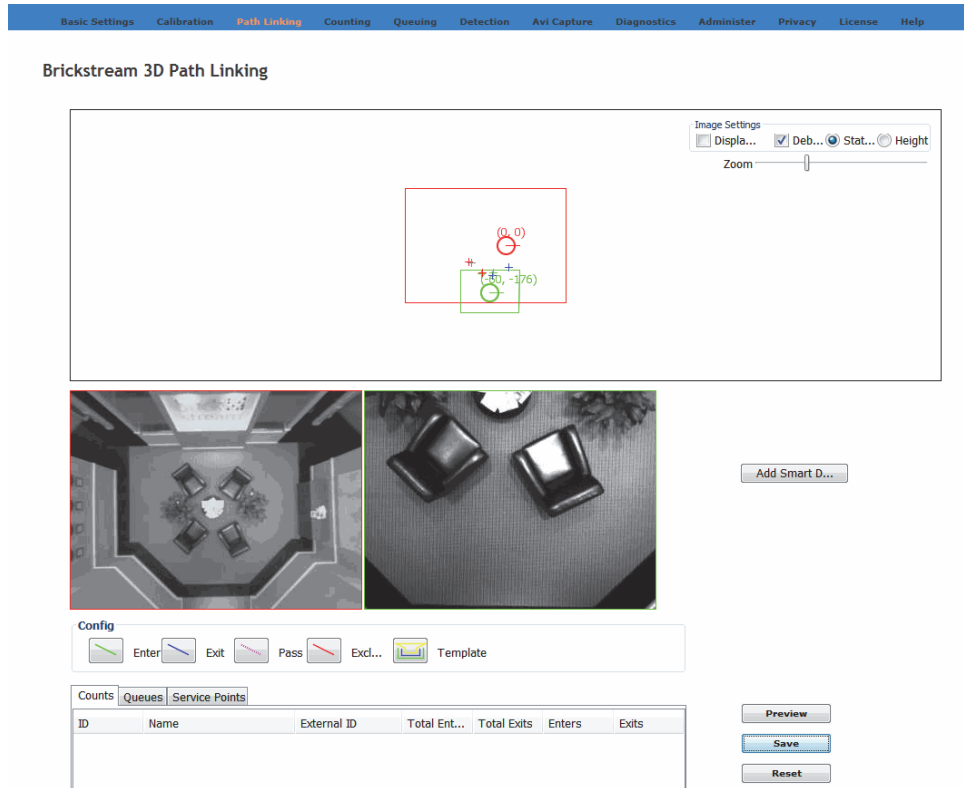 Basic Settings Calibration Path Linking Counting Queuing Detection Avi Capture Diagnostics Administer Privacy License Help
Brickstream 3D Path Linking
Image Settings
Displa... Deb... Stat... Height
Zoom
(0, 0)
(-60, -176)
Add Smart D...
Config
Enter Exit Pass Excl... Template
Counts Queues Service Points
ID Name External ID Total Ent... Total Exits Enters Exits
Preview
Save
Reset